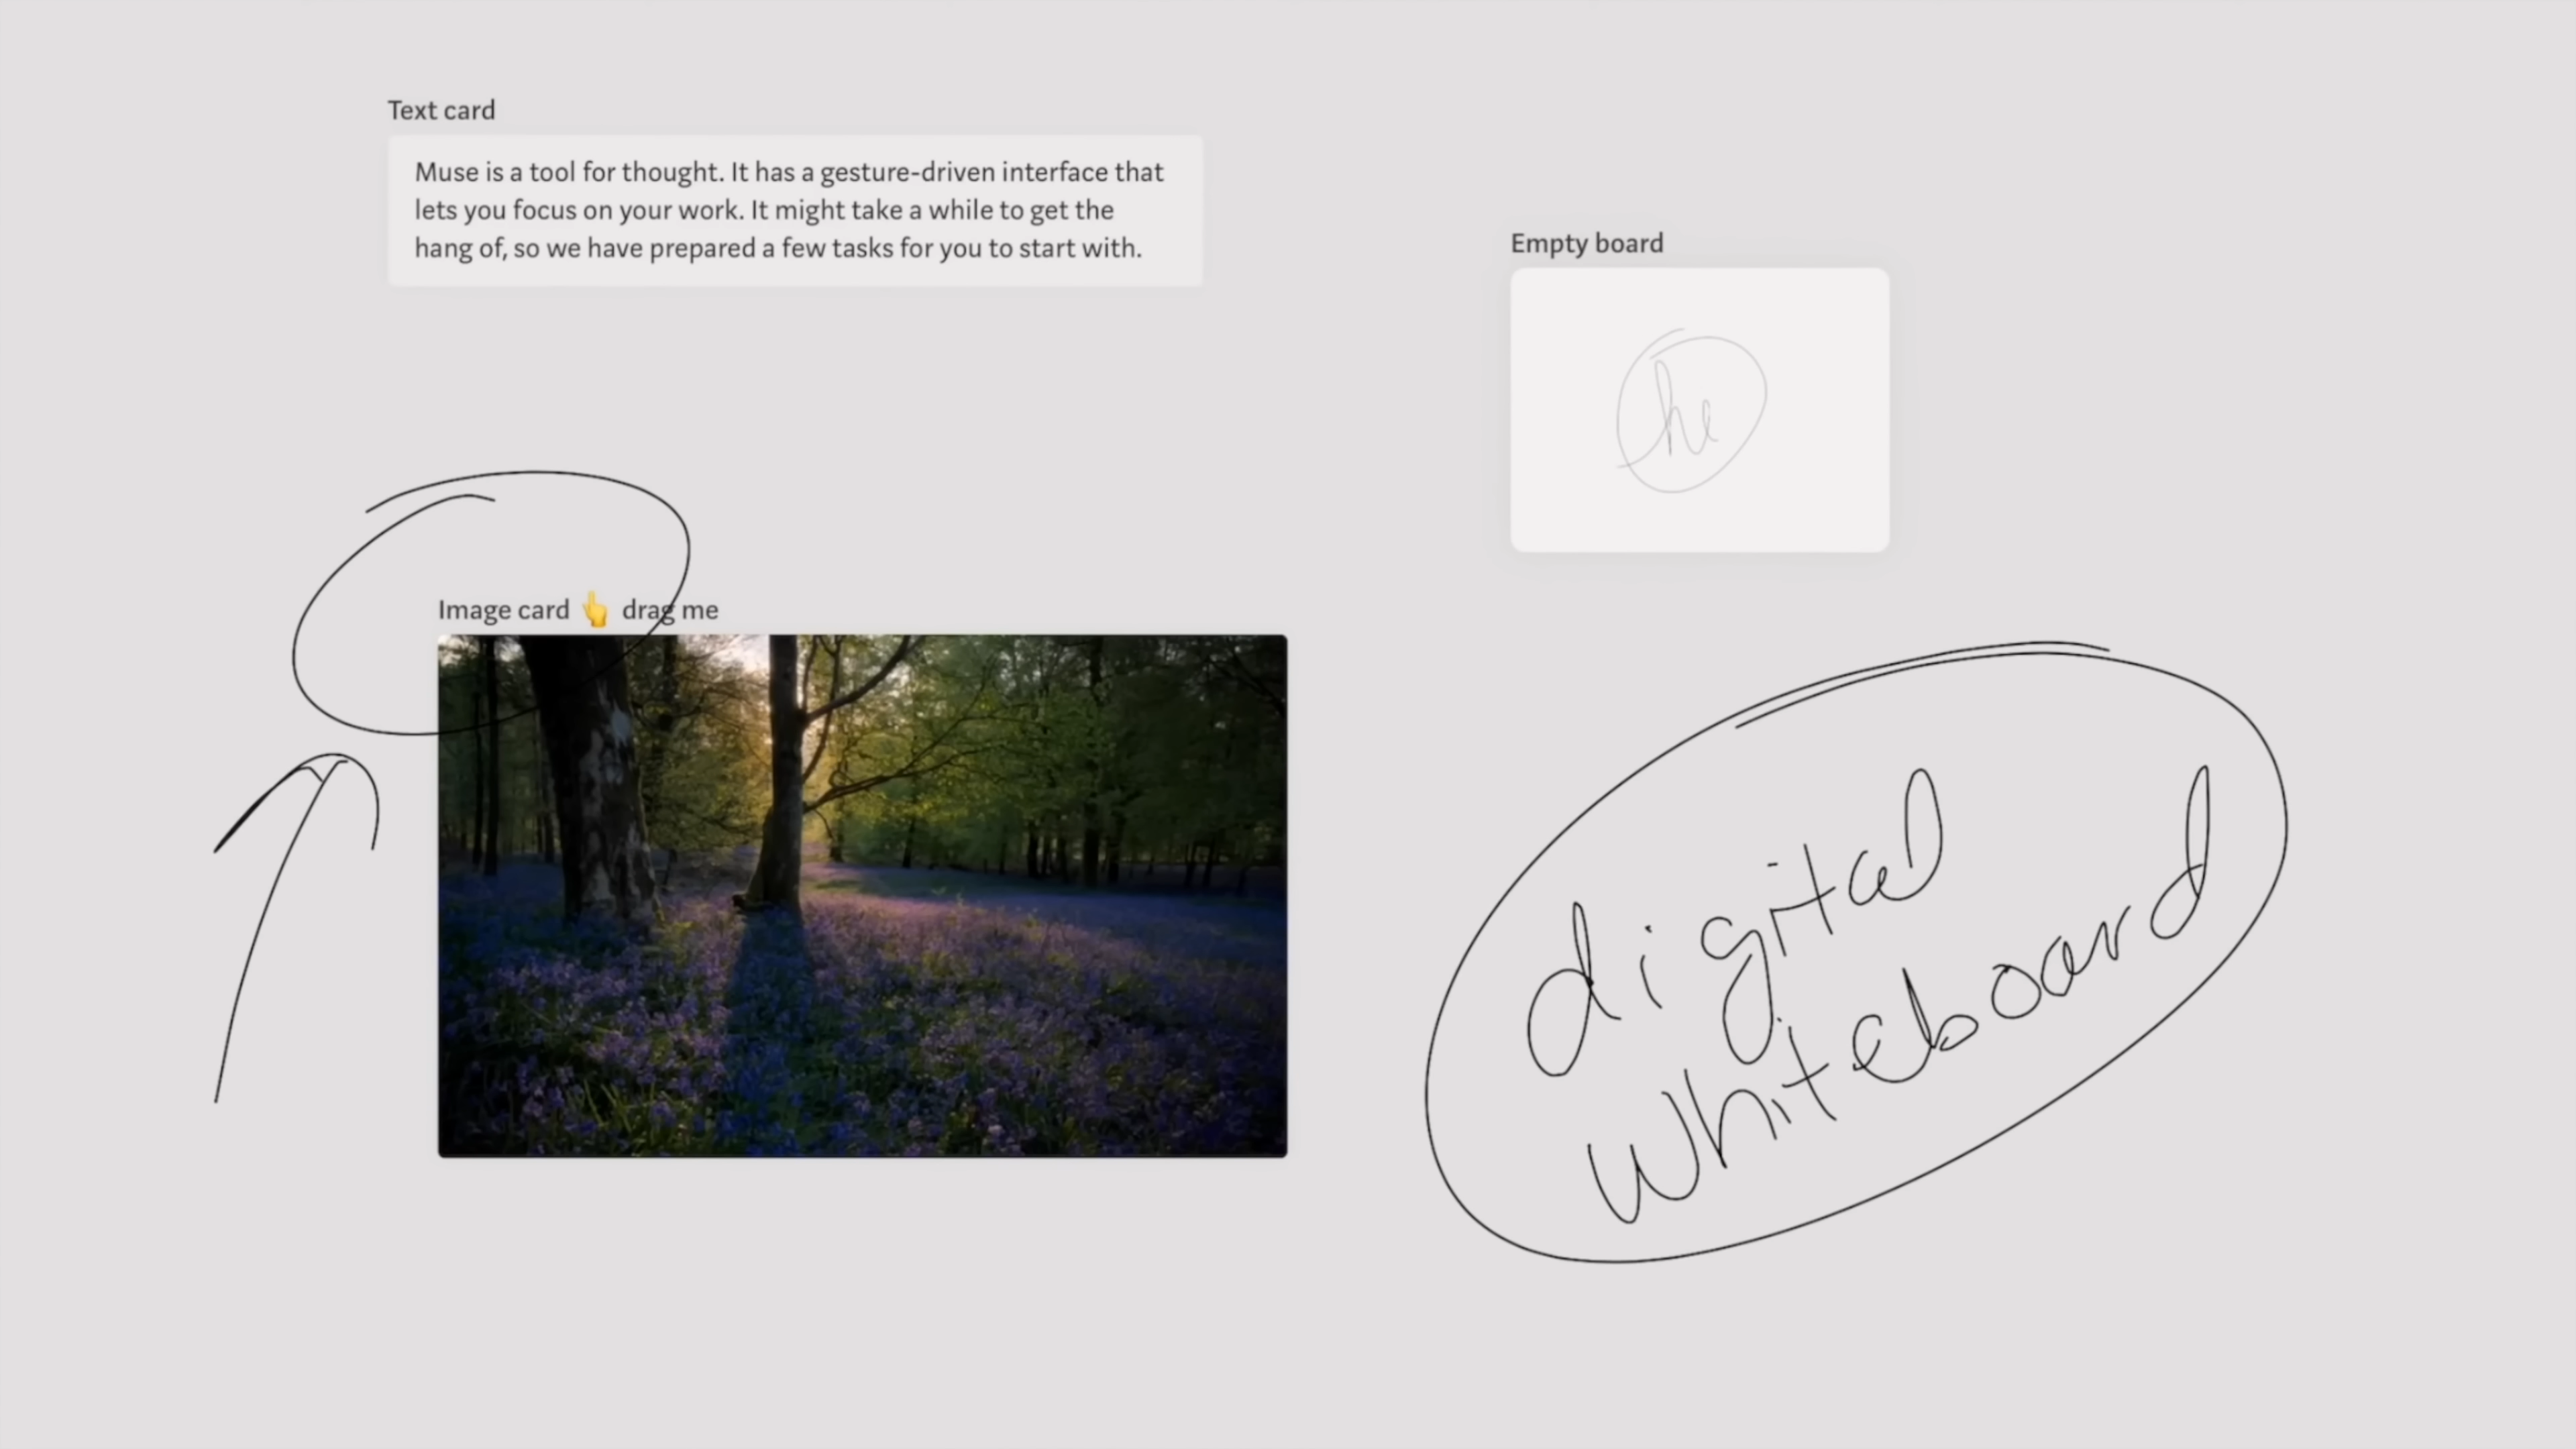 Text card
Muse is a tool for thought. It has a gesture-driven interface that
lets you focus on your work. It might take a while to get the
hang of, so we have prepared a few tasks for you to start with.
Empty board
Image card 👆 drag me
digital
whiteboard